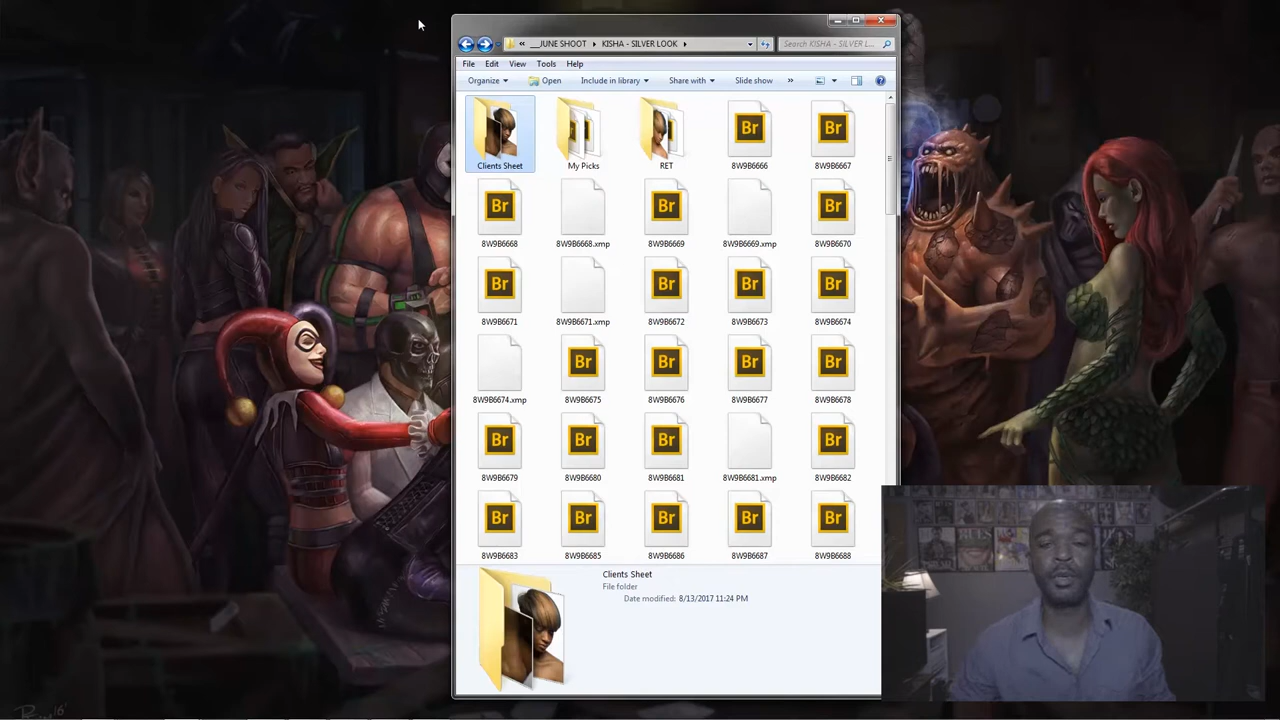 « __JUNE SHOOT ▸ KISHA - SILVER LOOK ▸
Search KISHA - SILVER L...
File Edit View Tools Help
Organize Open Include in library Share with Slide show »
Clients Sheet My Picks RET 8W9B6666 8W9B6667
8W9B6668 8W9B6668.xmp 8W9B6669 8W9B6669.xmp 8W9B6670
8W9B6671 8W9B6671.xmp 8W9B6672 8W9B6673 8W9B6674
8W9B6674.xmp 8W9B6675 8W9B6676 8W9B6677 8W9B6678
8W9B6679 8W9B6680 8W9B6681 8W9B6681.xmp 8W9B6682
8W9B6683 8W9B6685 8W9B6686 8W9B6687 8W9B6688
Clients Sheet
File folder
Date modified: 8/13/2017 11:24 PM